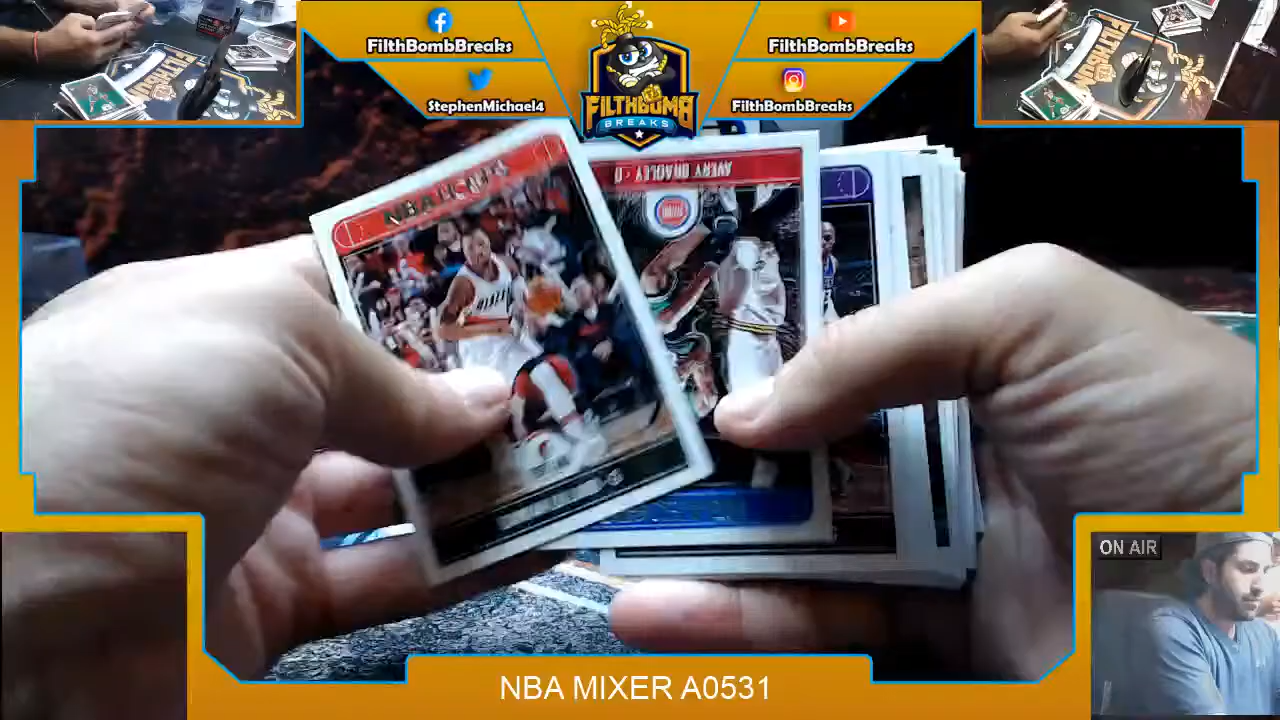 FilthBombBreaks
StephenMichael4
FILTHBOMB
BREAKS
FilthBombBreaks
FilthBombBreaks
NBA HOOPS
AVERY BRADLEY · G
ON AIR
NBA MIXER A0531